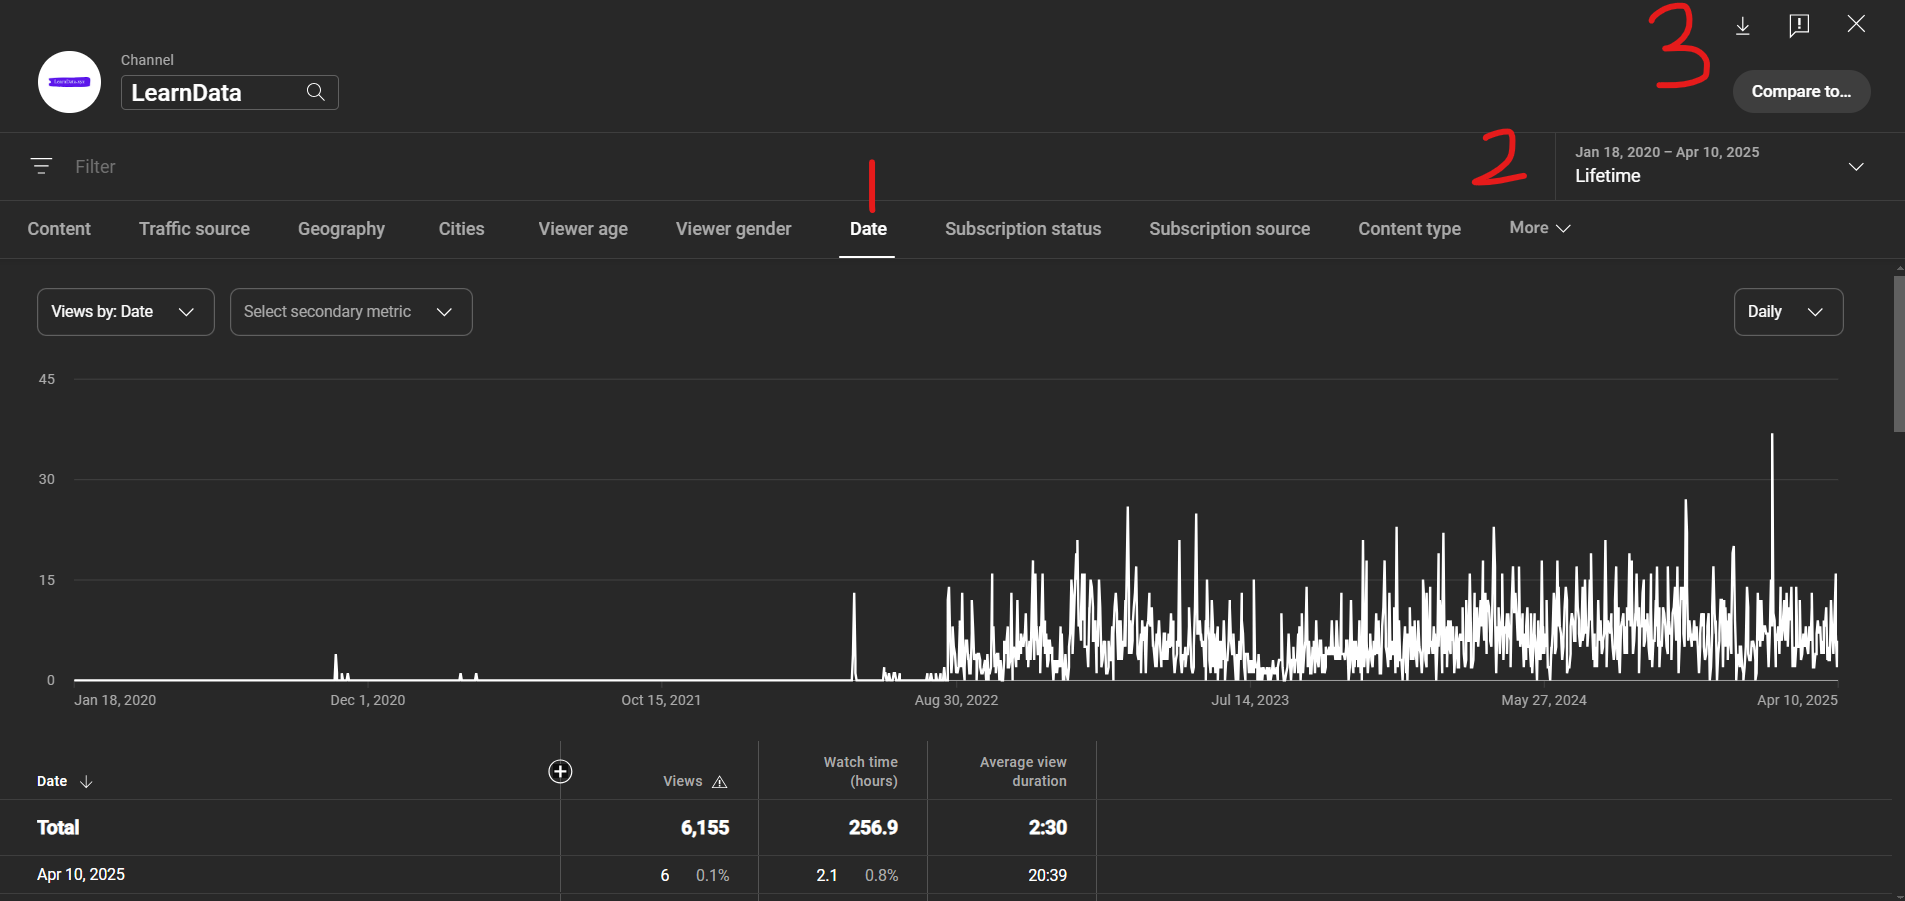 3
Channel
LearnData
Compare to...
Filter
2
Jan 18, 2020 – Apr 10, 2025
Lifetime
1
Content Traffic source Geography Cities Viewer age Viewer gender Date Subscription status Subscription source Content type More
Views by: Date Select secondary metric Daily
45
30
15
0
Jan 18, 2020 Dec 1, 2020 Oct 15, 2021 Aug 30, 2022 Jul 14, 2023 May 27, 2024 Apr 10, 2025
Date Views Watch time (hours) Average view duration
Total 6,155 256.9 2:30
Apr 10, 2025 6 0.1% 2.1 0.8% 20:39